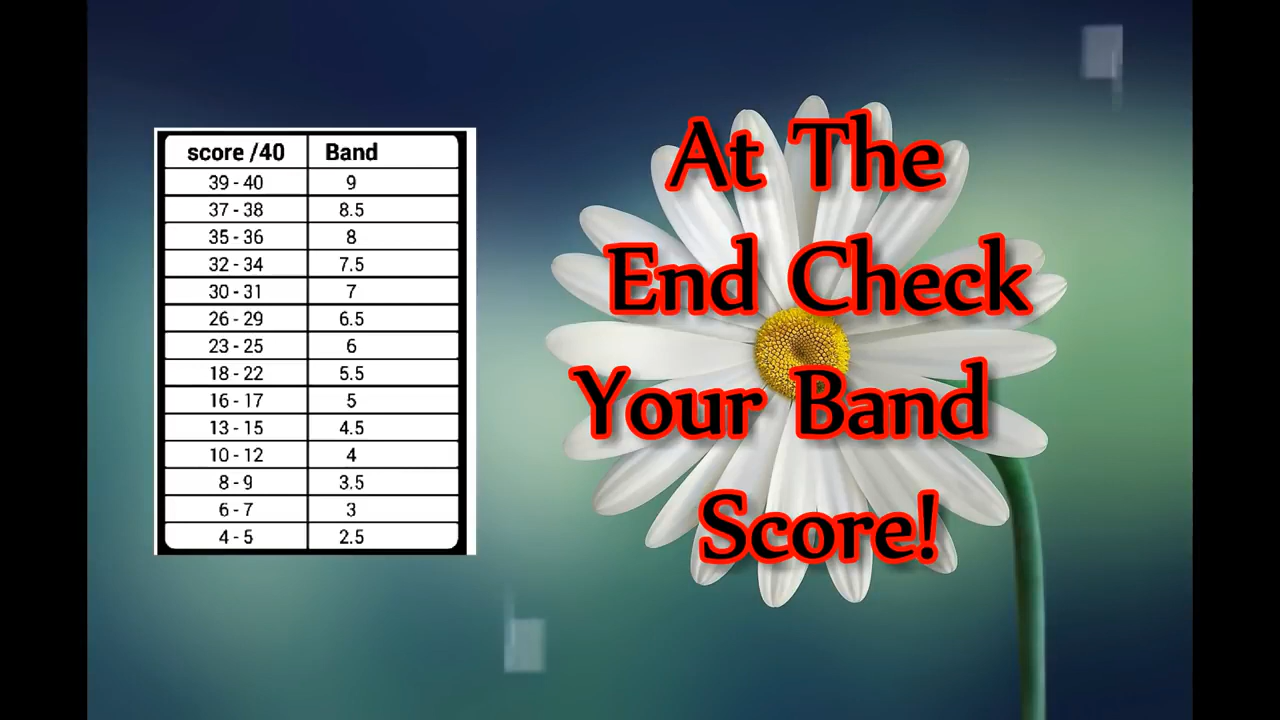 score /40 Band
39 - 40 9
37 - 38 8.5
35 - 36 8
32 - 34 7.5
30 - 31 7
26 - 29 6.5
23 - 25 6
18 - 22 5.5
16 - 17 5
13 - 15 4.5
10 - 12 4
8 - 9 3.5
6 - 7 3
4 - 5 2.5
At The
End Check
Your Band
Score!